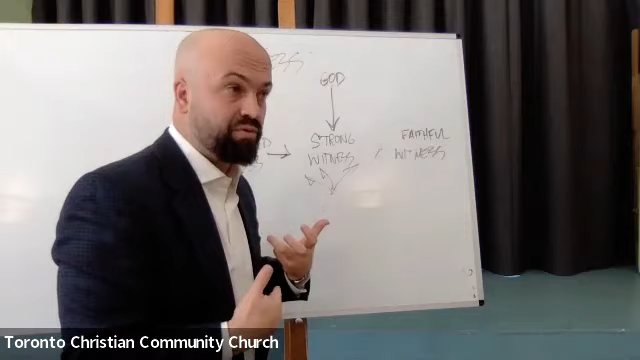 GOD
STRONG
WITNESS / FAITHFUL
WITNESS
Toronto Christian Community Church